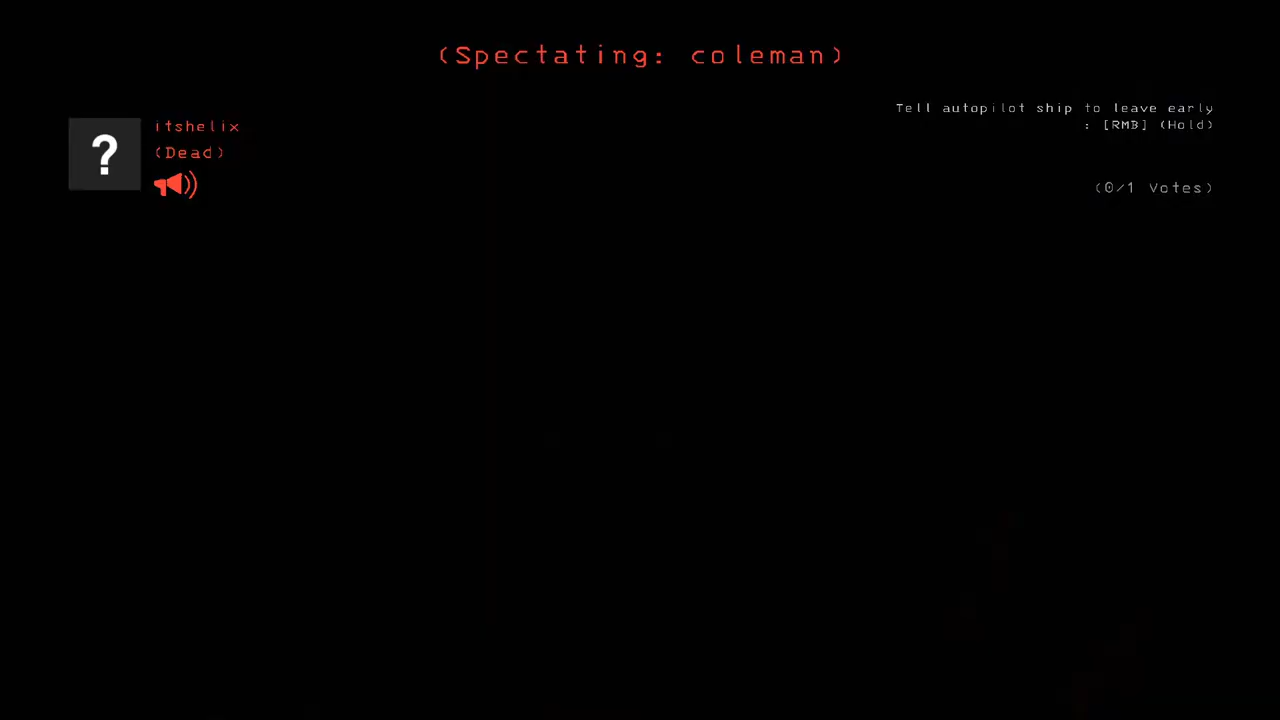 (Spectating: coleman)
itshelix
(Dead)
Tell autopilot ship to leave early
: [RMB] (Hold)
(0/1 Votes)
?